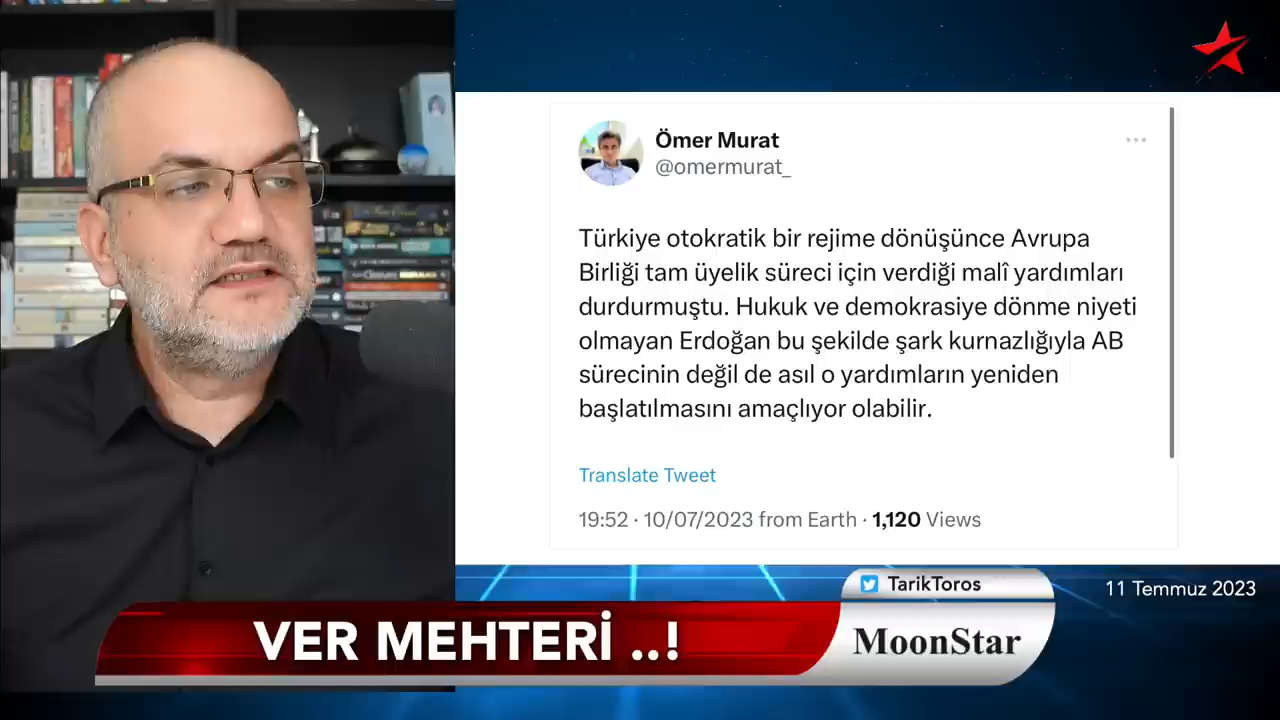 Ömer Murat
@omermurat_
Türkiye otokratik bir rejime dönüşünce Avrupa
Birliği tam üyelik süreci için verdiği malî yardımları
durdurmuştu. Hukuk ve demokrasiye dönme niyeti
olmayan Erdoğan bu şekilde şark kurnazlığıyla AB
sürecinin değil de asıl o yardımların yeniden
başlatılmasını amaçlıyor olabilir.
Translate Tweet
19:52 · 10/07/2023 from Earth · 1,120 Views
TarikToros
11 Temmuz 2023
VER MEHTERİ ..!
MoonStar